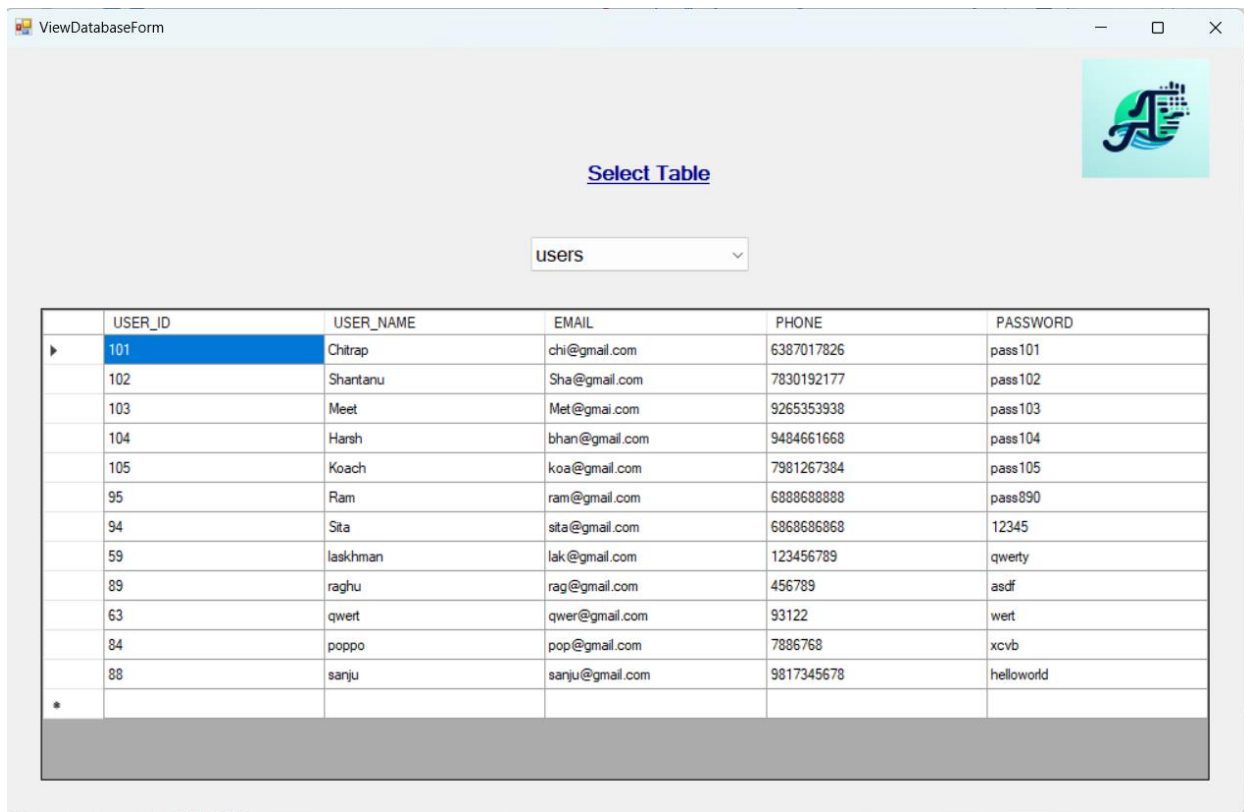 ViewDatabaseForm
Select Table
users
USER_ID USER_NAME EMAIL PHONE PASSWORD
101 Chitrap chi@gmail.com 6387017826 pass101
102 Shantanu Sha@gmail.com 7830192177 pass102
103 Meet Met@gmai.com 9265353938 pass103
104 Harsh bhan@gmail.com 9484661668 pass104
105 Koach koa@gmail.com 7981267384 pass105
95 Ram ram@gmail.com 6888688888 pass890
94 Sita sita@gmail.com 6868686868 12345
59 laskhman lak@gmail.com 123456789 qwerty
89 raghu rag@gmail.com 456789 asdf
63 qwert qwer@gmail.com 93122 wert
84 poppo pop@gmail.com 7886768 xcvb
88 sanju sanju@gmail.com 9817345678 helloworld